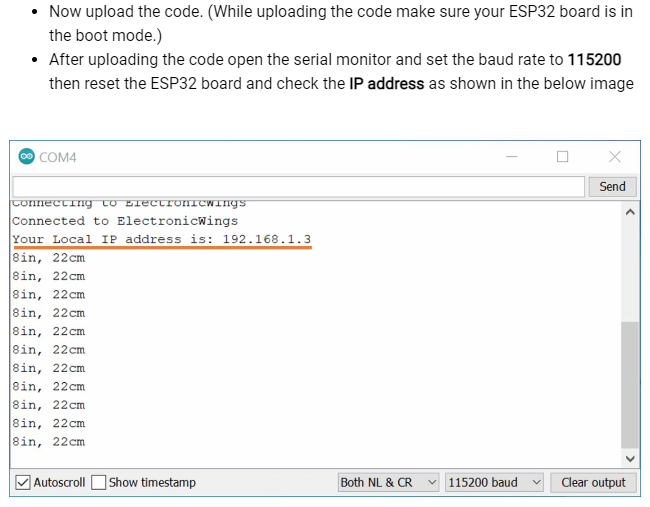 Now upload the code. (While uploading the code make sure your ESP32 board is in
the boot mode.)
After uploading the code open the serial monitor and set the baud rate to 115200
then reset the ESP32 board and check the IP address as shown in the below image
COM4
Send
Connecting to ElectronicWings
Connected to ElectronicWings
Your Local IP address is: 192.168.1.3
8in, 22cm
8in, 22cm
8in, 22cm
8in, 22cm
8in, 22cm
8in, 22cm
8in, 22cm
8in, 22cm
8in, 22cm
8in, 22cm
8in, 22cm
Autoscroll Show timestamp Both NL & CR 115200 baud Clear output